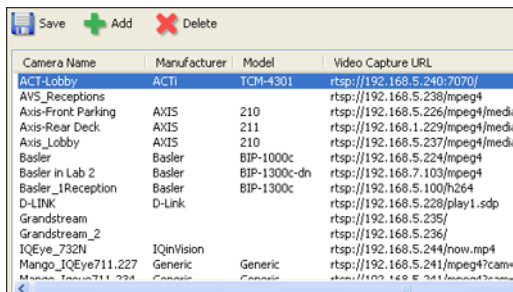 Save Add Delete
Camera Name Manufacturer Model Video Capture URL
ACT-Lobby ACTi TCM-4301 rtsp://192.168.5.240:7070/
AVS_Receptions rtsp://192.168.5.238/mpeg4
Axis-Front Parking AXIS 210 rtsp://192.168.5.226/mpeg4/media
Axis-Rear Deck AXIS 211 rtsp://192.168.1.229/mpeg4/media
Axis_Lobby AXIS 210 rtsp://192.168.5.237/mpeg4/media
Basler Basler BIP-1000c rtsp://192.168.5.224/mpeg4
Basler in Lab 2 Basler BIP-1300c-dn rtsp://192.168.7.103/mpeg4
Basler_1Reception Basler BIP-1300c rtsp://192.168.5.100/h264
D-LINK D-Link rtsp://192.168.5.228/play1.sdp
Grandstream rtsp://192.168.5.235/
Grandstream_2 rtsp://192.168.5.236/
IQEye_732N IQinVision rtsp://192.168.5.244/now.mp4
Mango_IQEye711.227 Generic Generic rtsp://192.168.5.241/mpeg4?cam=
Generic Generic